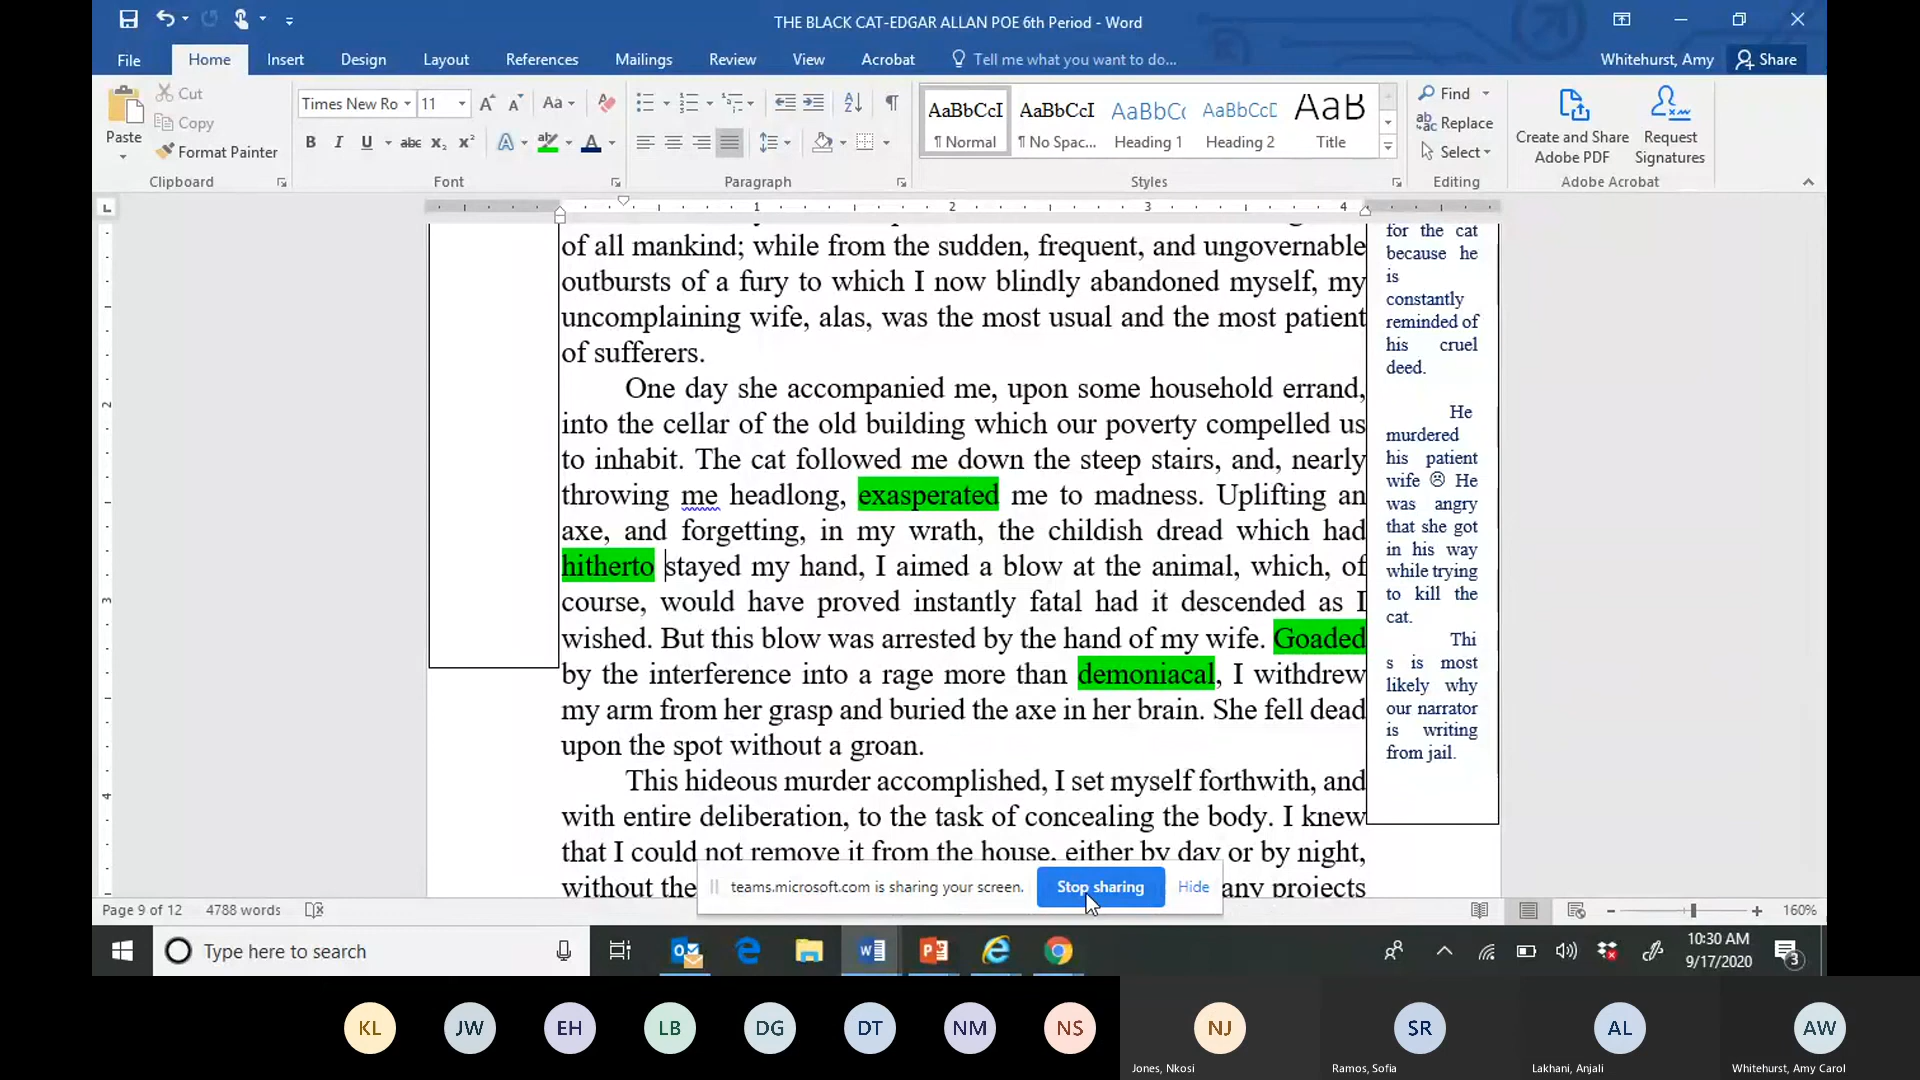 THE BLACK CAT-EDGAR ALLAN POE 6th Period - Word
File Home Insert Design Layout References Mailings Review View Acrobat Tell me what you want to do... Whitehurst, Amy Share
Paste
Cut
Copy
Format Painter
Clipboard
Times New Ro 11
Font
Paragraph
AaBbCcI AaBbCcI AaBbCc AaBbCcD AaB
¶ Normal ¶ No Spac... Heading 1 Heading 2 Title
Styles
Find
Replace
Select
Editing
Create and Share
Adobe PDF
Request
Signatures
Adobe Acrobat
1 2 3 4
of all mankind; while from the sudden, frequent, and ungovernable
outbursts of a fury to which I now blindly abandoned myself, my
uncomplaining wife, alas, was the most usual and the most patient
of sufferers.
One day she accompanied me, upon some household errand,
into the cellar of the old building which our poverty compelled us
to inhabit. The cat followed me down the steep stairs, and, nearly
throwing me headlong, exasperated me to madness. Uplifting an
axe, and forgetting, in my wrath, the childish dread which had
hitherto stayed my hand, I aimed a blow at the animal, which, of
course, would have proved instantly fatal had it descended as I
wished. But this blow was arrested by the hand of my wife. Goaded
by the interference into a rage more than demoniacal, I withdrew
my arm from her grasp and buried the axe in her brain. She fell dead
upon the spot without a groan.
This hideous murder accomplished, I set myself forthwith, and
with entire deliberation, to the task of concealing the body. I knew
that I could not remove it from the house, either by day or by night,
without the any projects
for the cat
because he
is
constantly
reminded of
his cruel
deed.
He
murdered
his patient
wife ☹ He
was angry
that she got
in his way
while trying
to kill the
cat.
Thi
s is most
likely why
our narrator
is writing
from jail.
2
3
4
teams.microsoft.com is sharing your screen. Stop sharing Hide
Page 9 of 12 4788 words 160%
Type here to search
10:30 AM
9/17/2020
3
KL JW EH LB DG DT NM NS NJ SR AL AW
Jones, Nkosi Ramos, Sofia Lakhani, Anjali Whitehurst, Amy Carol